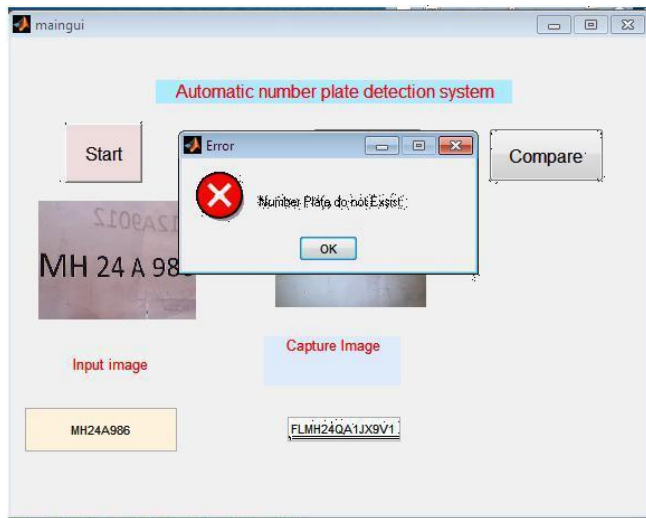 maingui
Automatic number plate detection system
Start
Error
Compare
Number Plate do not Exsist
OK
MH 24 A 98
Input image
Capture Image
MH24A986
FLMH24QA1JX9V1